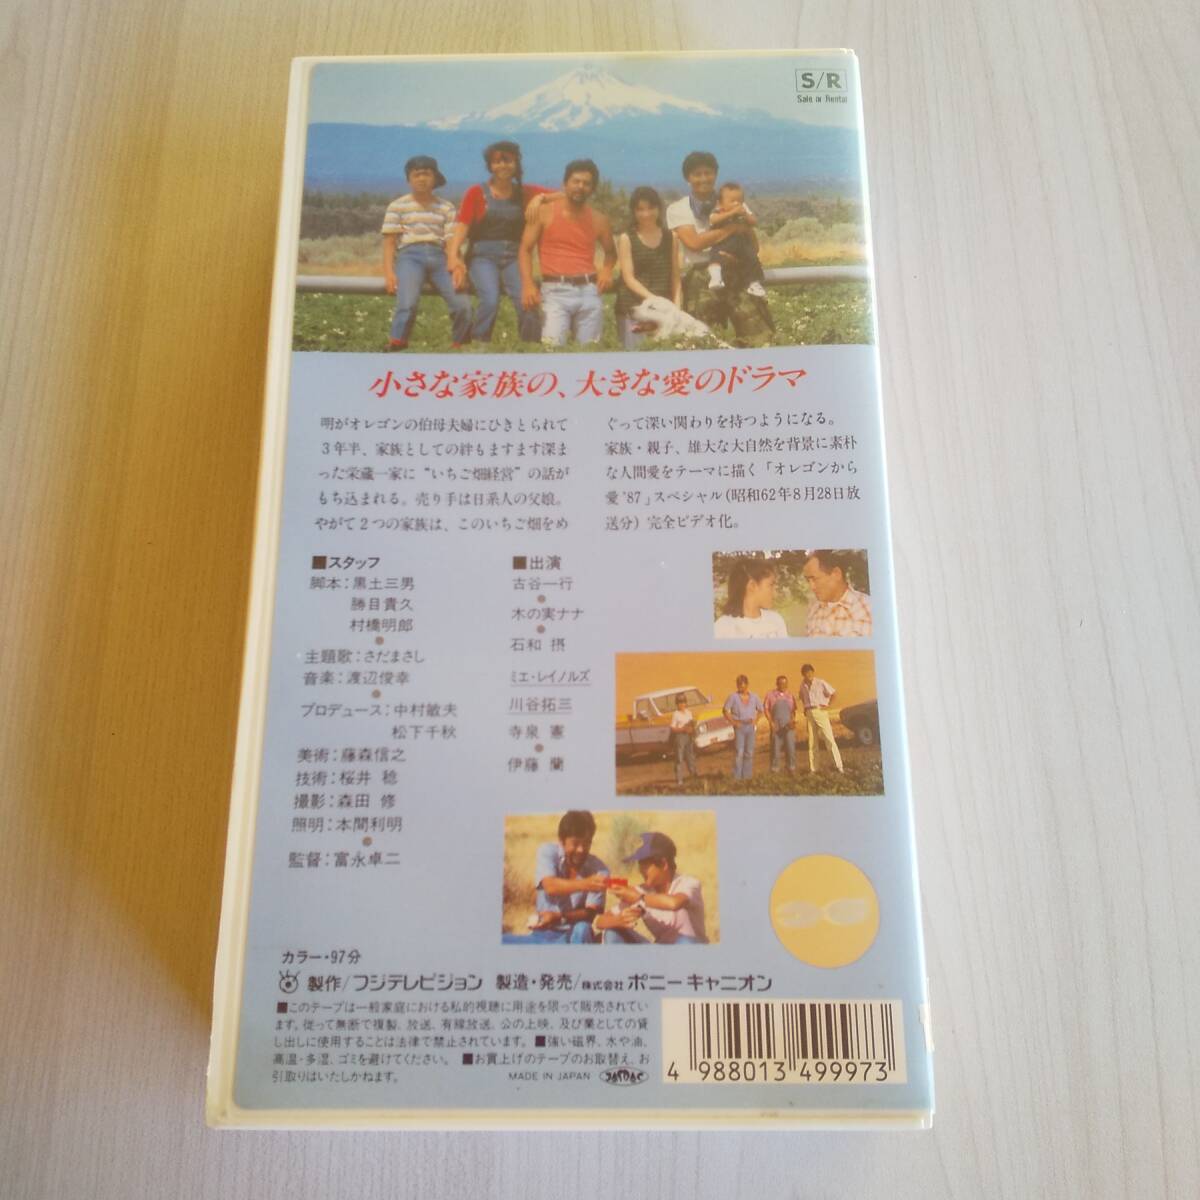 S/R
Sale or Rental
小さな家族の、大きな愛のドラマ
明がオレゴンの伯母夫婦にひきとられて
3年半、家族としての絆もますます深ま
った栄蔵一家に“いちご畑経営”の話が
もち込まれる。売り手は日系人の父娘。
やがて2つの家族は、このいちご畑をめ
ぐって深い関わりを持つようになる。
家族・親子、雄大な大自然を背景に素朴
な人間愛をテーマに描く「オレゴンから
愛'87」スペシャル(昭和62年8月28日放
送分)完全ビデオ化。
■スタッフ
脚本:黒土三男
勝目貴久
村橋明郎
主題歌:さだまさし
音楽:渡辺俊幸
プロデュース:中村敏夫
松下千秋
美術:藤森信之
技術:桜井 稔
撮影:森田 修
照明:本間利明
監督:富永卓二
■出演
古谷一行
木の実ナナ
石和 摂
ミエ・レイノルズ
川谷拓三
寺泉 憲
伊藤 蘭
カラー・97分
製作/フジテレビジョン 製造・発売/株式会社 ポニーキャニオン
■このテープは一般家庭における私的視聴に用途を限って販売されてい
ます。従って無断で複製、放送、有線放送、公の上映、及び業としての貸
し出しに使用することは法律で禁止されています。■強い磁界、水や油、
高温・多湿、ゴミを避けてください。■お買上げのテープのお取替え、お
引取りはいたしかねます。
MADE IN JAPAN JASRAC
4 988013 499973